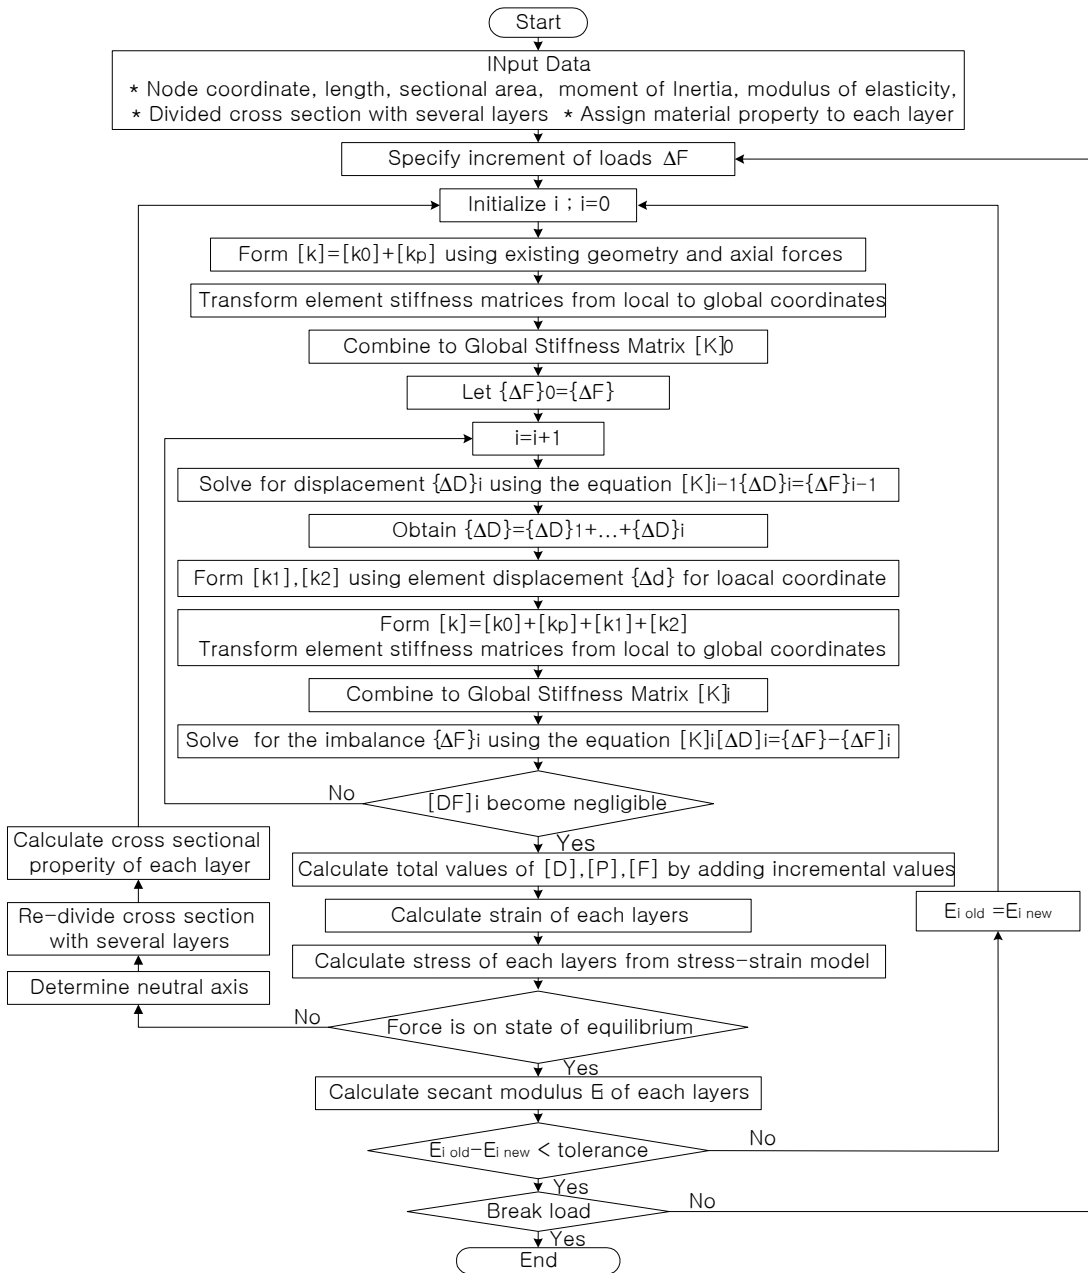 Start
INput Data
* Node coordinate, length, sectional area, moment of Inertia, modulus of elasticity,
* Divided cross section with several layers * Assign material property to each layer
Specify increment of loads ΔF
Initialize i ; i=0
Form [k]=[k0]+[kp] using existing geometry and axial forces
Transform element stiffness matrices from local to global coordinates
Combine to Global Stiffness Matrix [K]0
Let {ΔF}0={ΔF}
i=i+1
Solve for displacement {ΔD}i using the equation [K]i-1{ΔD}i={ΔF}i-1
Obtain {ΔD}={ΔD}1+...+{ΔD}i
Form [k1],[k2] using element displacement {Δd} for loacal coordinate
Form [k]=[k0]+[kp]+[k1]+[k2]
Transform element stiffness matrices from local to global coordinates
Combine to Global Stiffness Matrix [K]i
Solve for the imbalance {ΔF}i using the equation [K]i[ΔD]i={ΔF}-{ΔF]i
No
[DF]i become negligible
Yes
Calculate cross sectional
properity of each layer
Calculate total values of [D],[P],[F] by adding incremental values
Re-divide cross section
with several layers
Calculate strain of each layers
Ei old =Ei new
Determine neutral axis
Calculate stress of each layers from stress-strain model
No
Force is on state of equilibrium
Yes
Calculate secant modulus Ei of each layers
Ei old-Ei new < tolerance
No
Yes
Break load
No
Yes
End